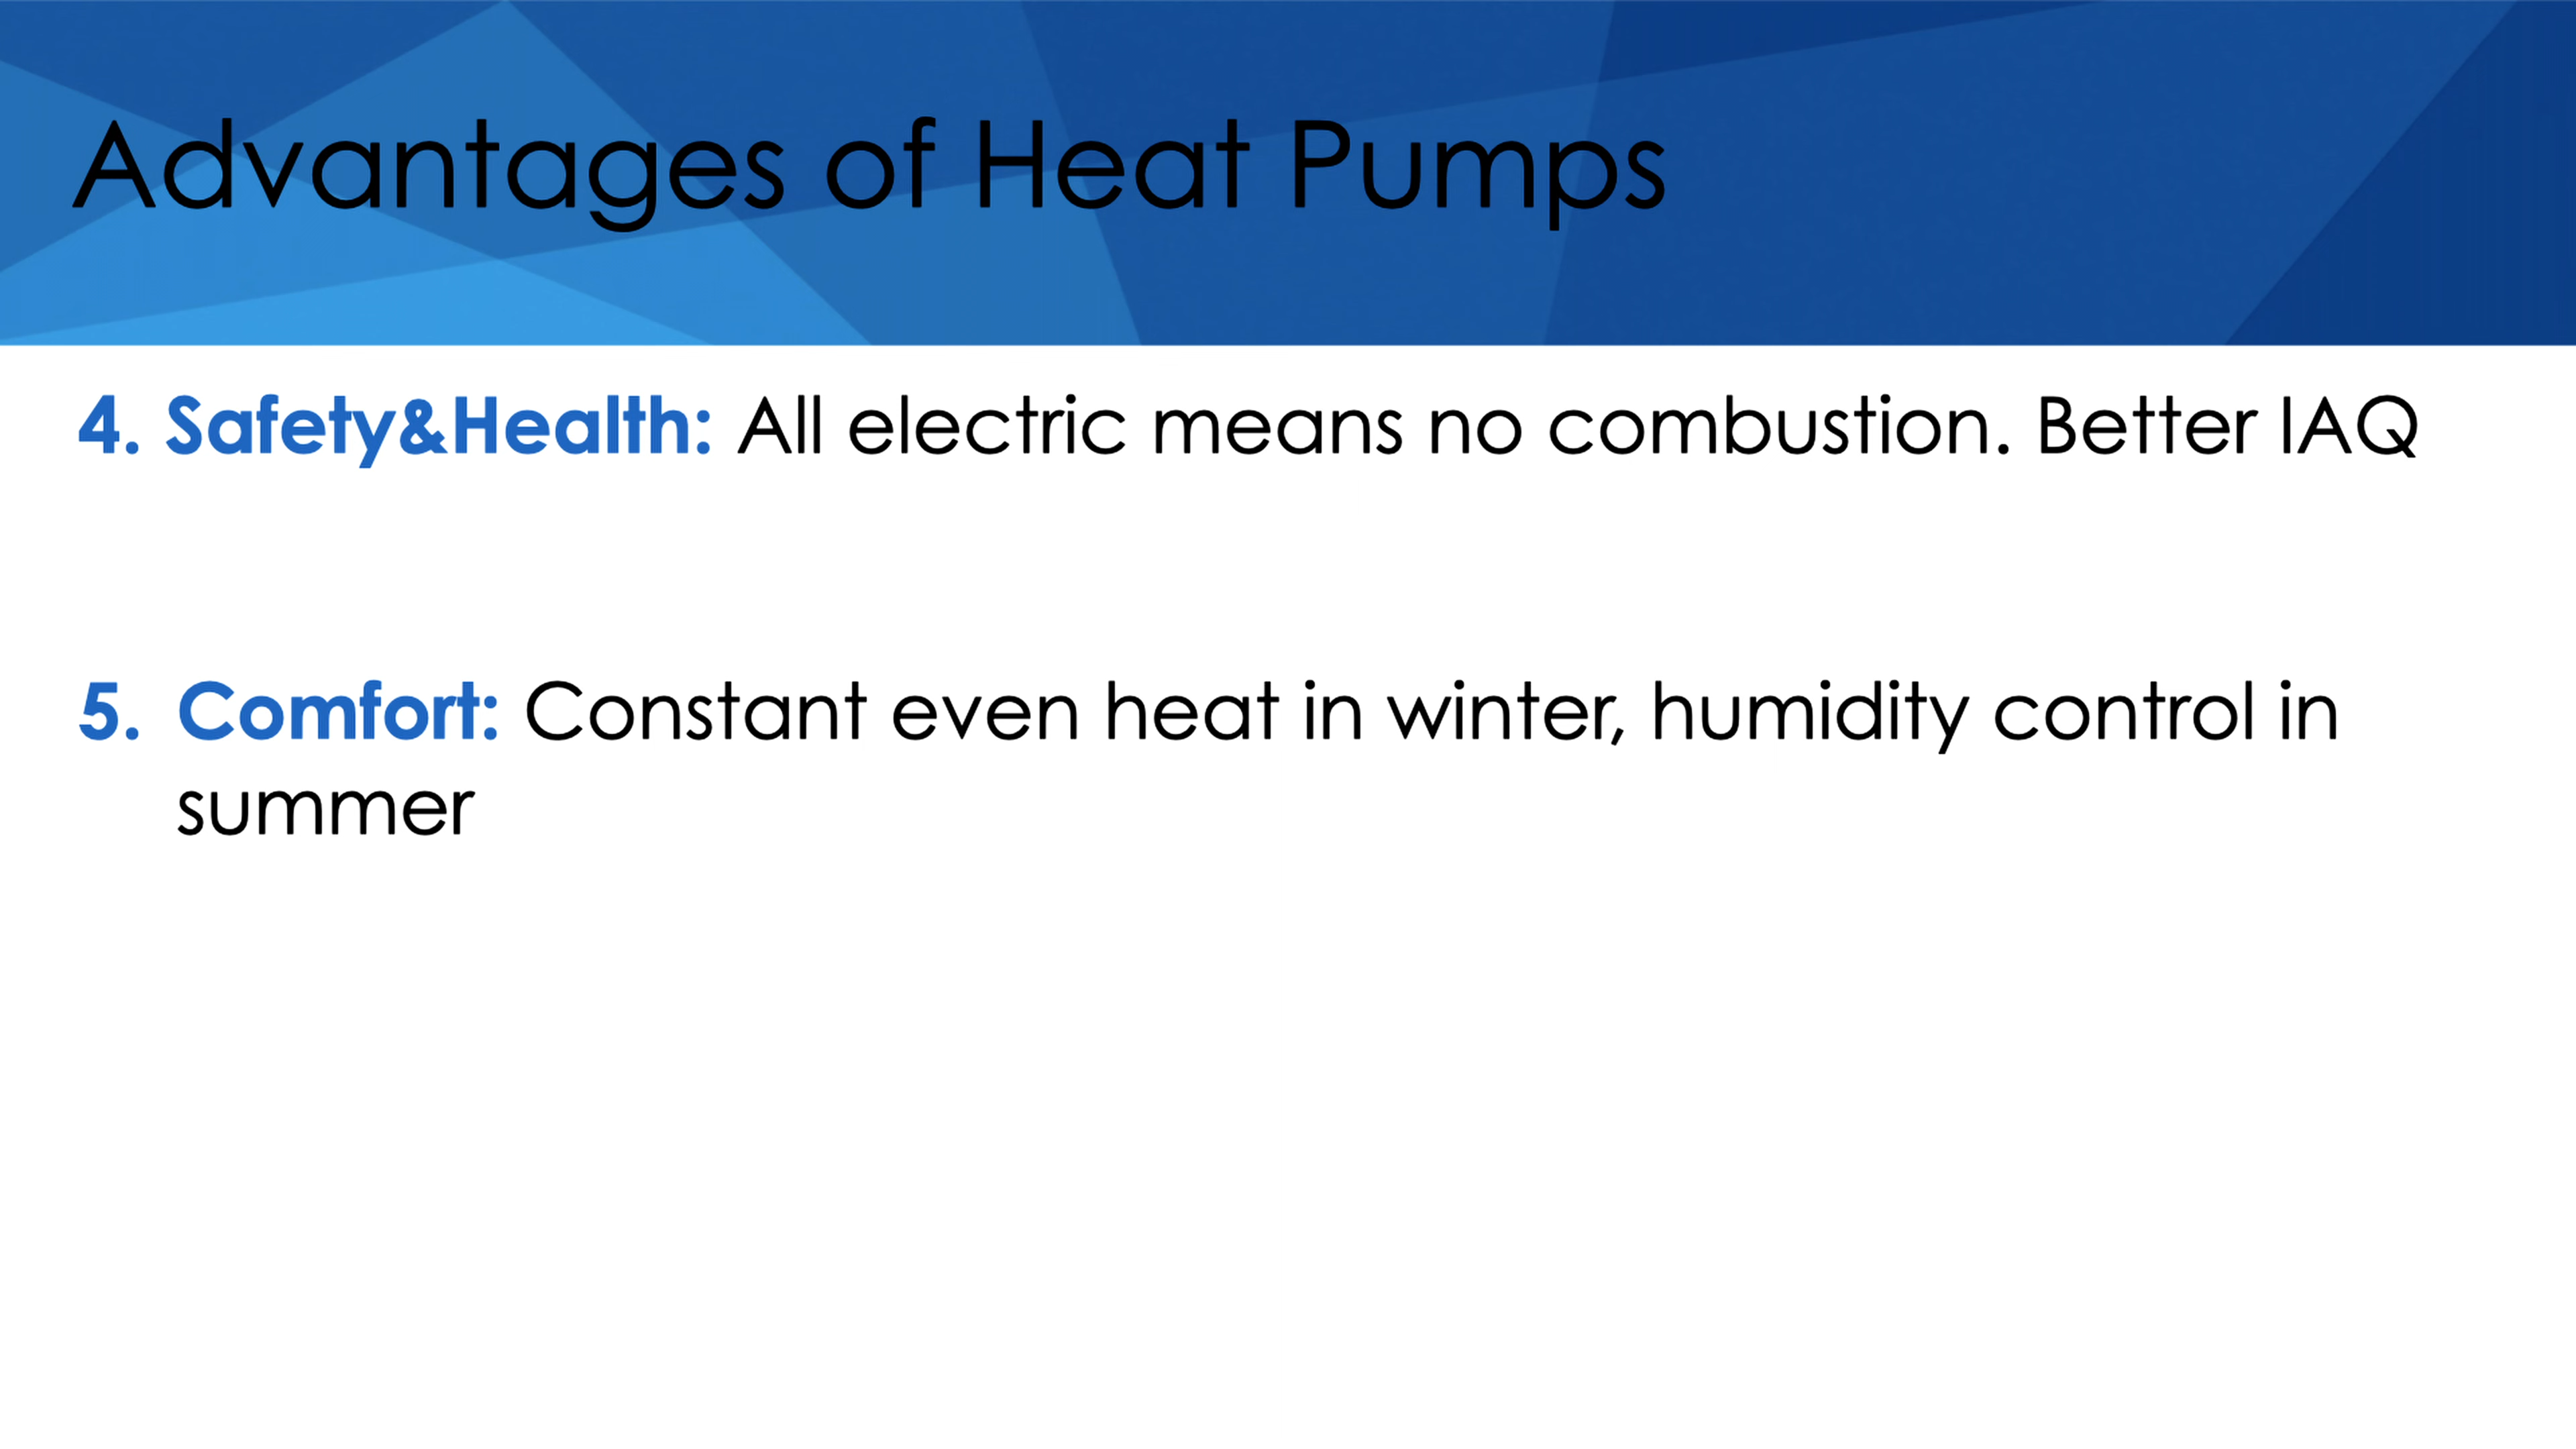 Advantages of Heat Pumps
4. Safety&Health: All electric means no combustion. Better IAQ
5. Comfort: Constant even heat in winter, humidity control in
summer